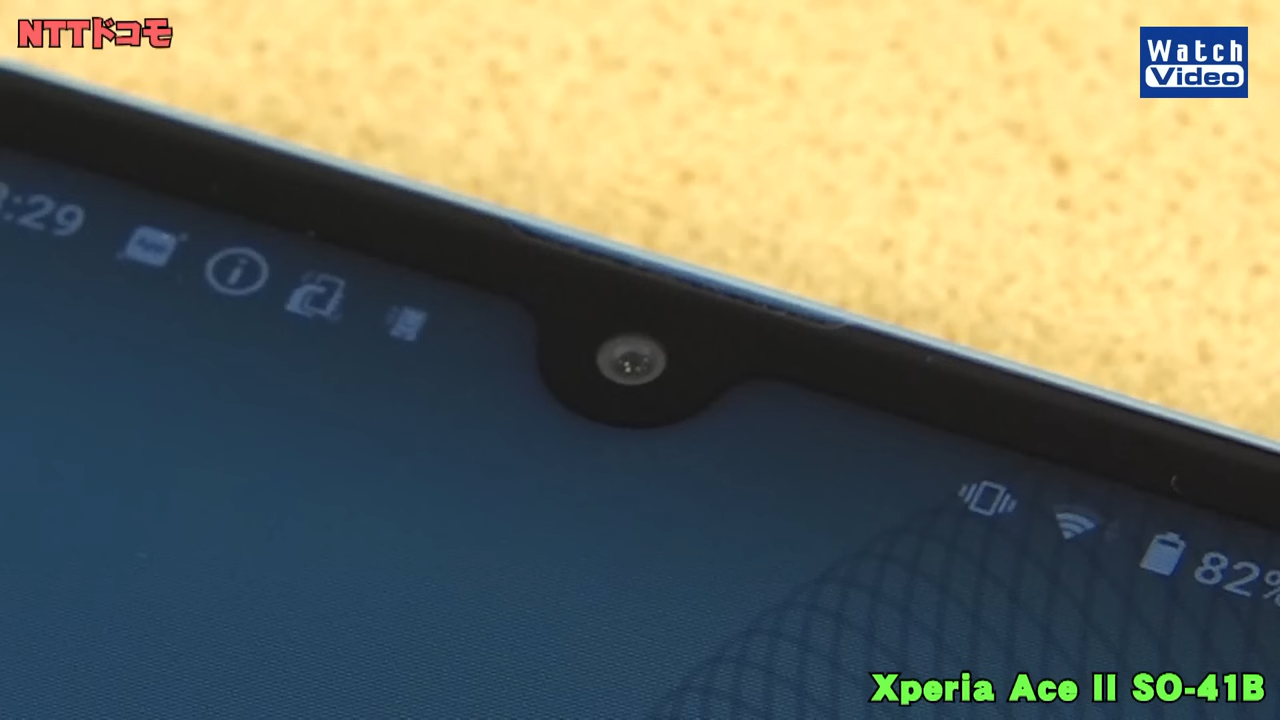 NTTドコモ
Watch
Video
:29
82%
Xperia Ace II SO-41B